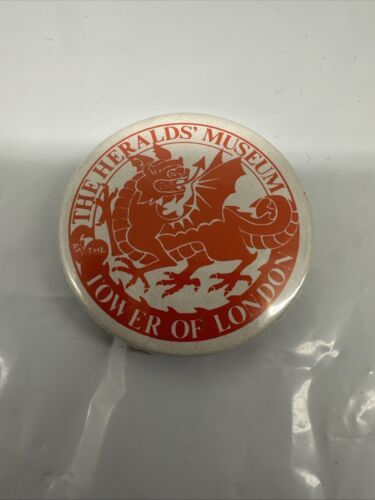 THE HERALDS' MUSEUM
AT THE
TOWER OF LONDON